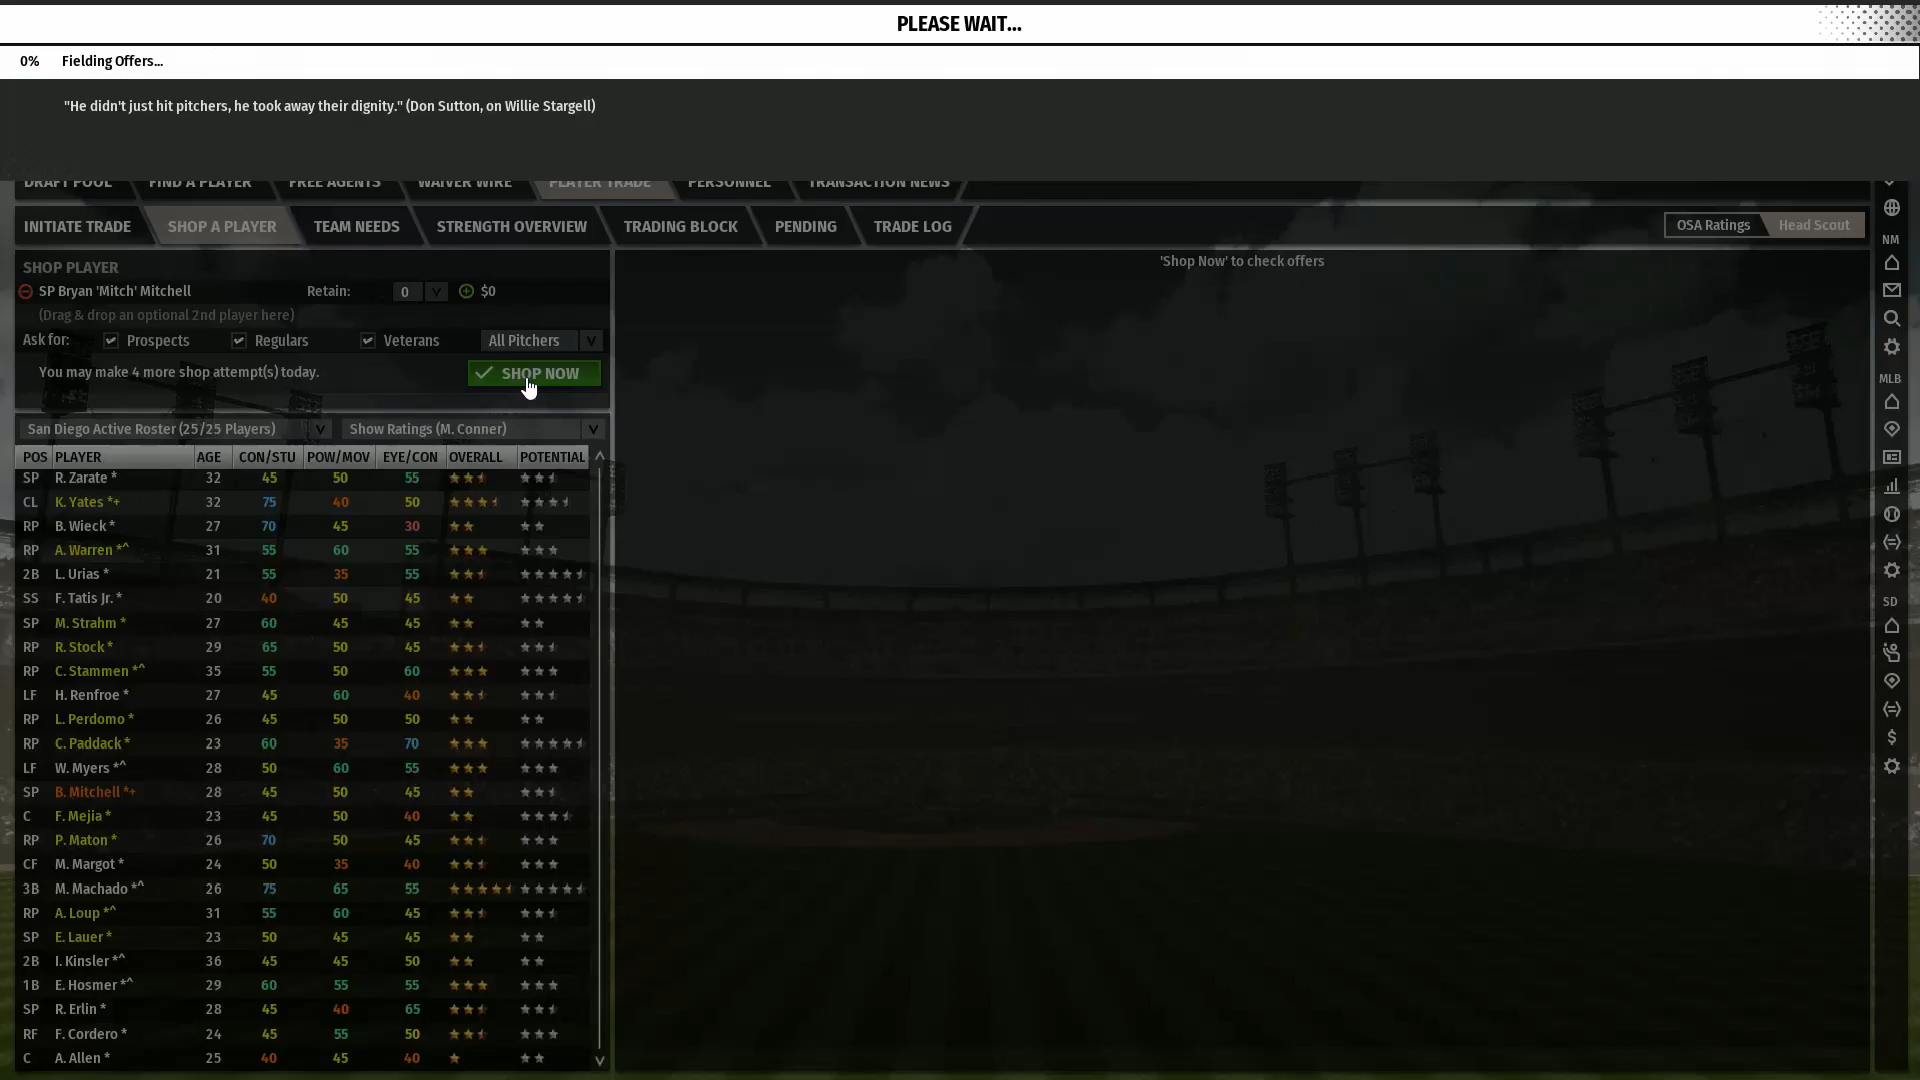 PLEASE WAIT...
0% Fielding Offers...
"He didn't just hit pitchers, he took away their dignity." (Don Sutton, on Willie Stargell)
DRAFT POOL FIND A PLAYER FREE AGENTS WAIVER WIRE PLAYER TRADE PERSONNEL TRANSACTION NEWS
INITIATE TRADE SHOP A PLAYER TEAM NEEDS STRENGTH OVERVIEW TRADING BLOCK PENDING TRADE LOG OSA Ratings Head Scout
SHOP PLAYER
SP Bryan 'Mitch' Mitchell Retain: 0 $0
(Drag & drop an optional 2nd player here)
Ask for: Prospects Regulars Veterans All Pitchers
You may make 4 more shop attempt(s) today. SHOP NOW
'Shop Now' to check offers
San Diego Active Roster (25/25 Players) Show Ratings (M. Conner)
POS PLAYER AGE CON/STU POW/MOV EYE/CON OVERALL POTENTIAL
SP R. Zarate * 32 45 50 55
CL K. Yates *+ 32 75 40 50
RP B. Wieck * 27 70 45 30
RP A. Warren *^ 31 55 60 55
2B L. Urias * 21 55 35 55
SS F. Tatis Jr. * 20 40 50 45
SP M. Strahm * 27 60 45 45
RP R. Stock * 29 65 50 45
RP C. Stammen *^ 35 55 50 60
LF H. Renfroe * 27 45 60 40
RP L. Perdomo * 26 45 50 50
RP C. Paddack * 23 60 35 70
LF W. Myers *^ 28 50 60 55
SP B. Mitchell *+ 28 45 50 45
C F. Mejia * 23 45 50 40
RP P. Maton * 26 70 50 45
CF M. Margot * 24 50 35 40
3B M. Machado *^ 26 75 65 55
RP A. Loup *^ 31 55 60 45
SP E. Lauer * 23 50 45 45
2B I. Kinsler *^ 36 45 45 50
1B E. Hosmer *^ 29 60 55 55
SP R. Erlin * 28 45 40 65
RF F. Cordero * 24 45 55 50
C A. Allen * 25 40 45 40
NM
MLB
SD